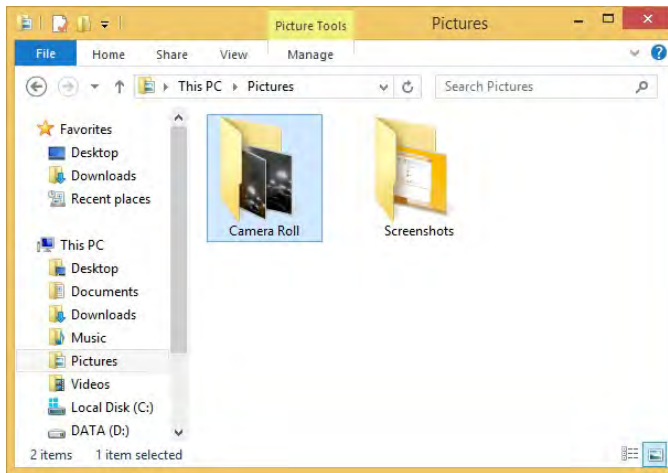 Picture Tools
Pictures
File
Home
Share
View
Manage
This PC
Pictures
Search Pictures
Favorites
Desktop
Downloads
Recent places
This PC
Desktop
Documents
Downloads
Music
Pictures
Videos
Local Disk (C:)
DATA (D:)
Camera Roll
Screenshots
2 items
1 item selected